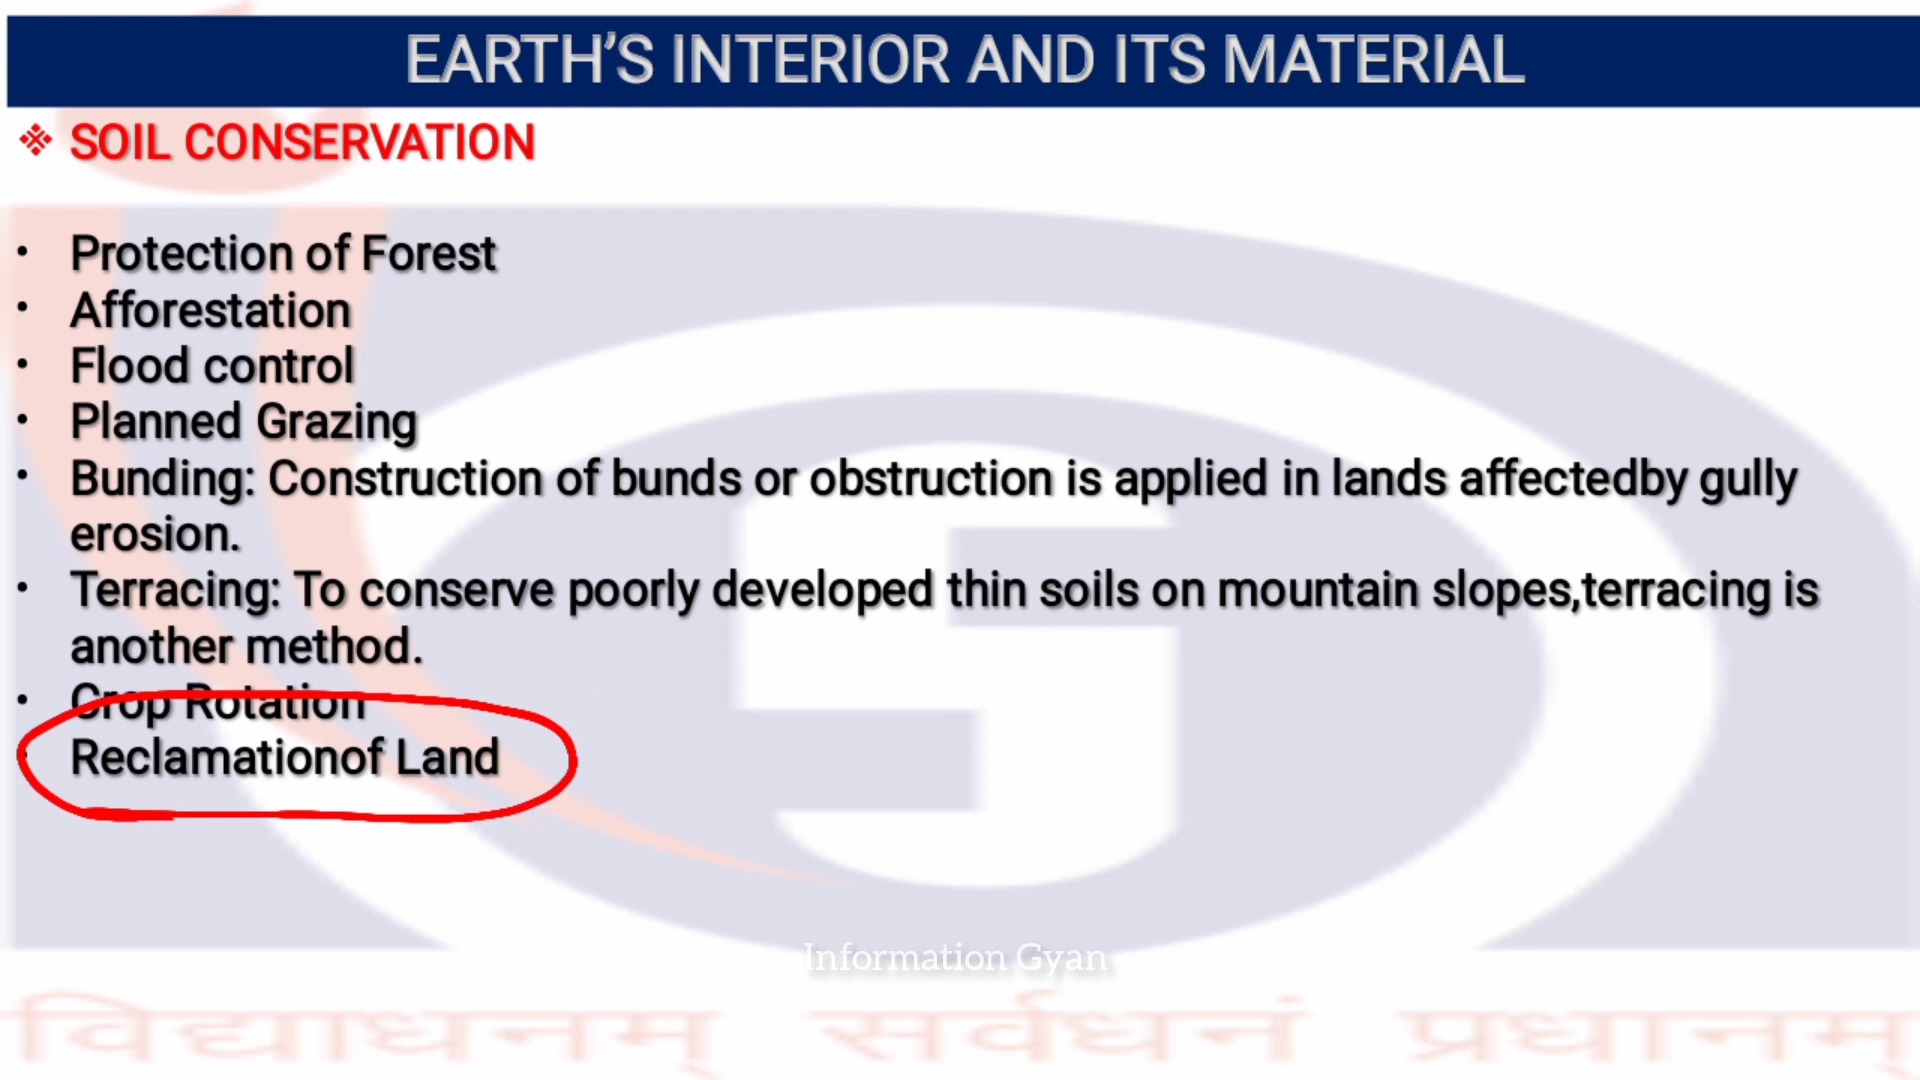 EARTH’S INTERIOR AND ITS MATERIAL
❖ SOIL CONSERVATION
• Protection of Forest
• Afforestation
• Flood control
• Planned Grazing
• Bunding: Construction of bunds or obstruction is applied in lands affectedby gully
erosion.
• Terracing: To conserve poorly developed thin soils on mountain slopes,terracing is
another method.
• Crop Rotation
• Reclamationof Land
Information Gyan
विद्याधनम् सर्वधनं प्रधानम्